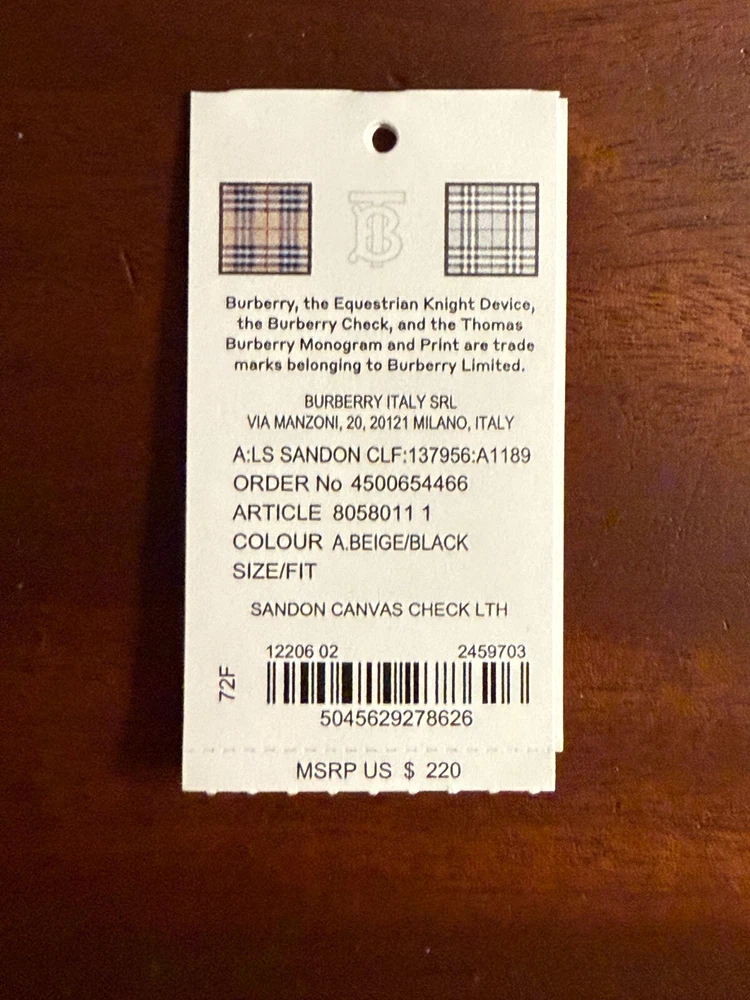 Burberry, the Equestrian Knight Device,
the Burberry Check, and the Thomas
Burberry Monogram and Print are trade
marks belonging to Burberry Limited.
BURBERRY ITALY SRL
VIA MANZONI, 20, 20121 MILANO, ITALY
A:LS SANDON CLF:137956:A1189
ORDER No 4500654466
ARTICLE 8058011 1
COLOUR A.BEIGE/BLACK
SIZE/FIT
SANDON CANVAS CHECK LTH
12206 02 2459703
72F
5045629278626
MSRP US $ 220